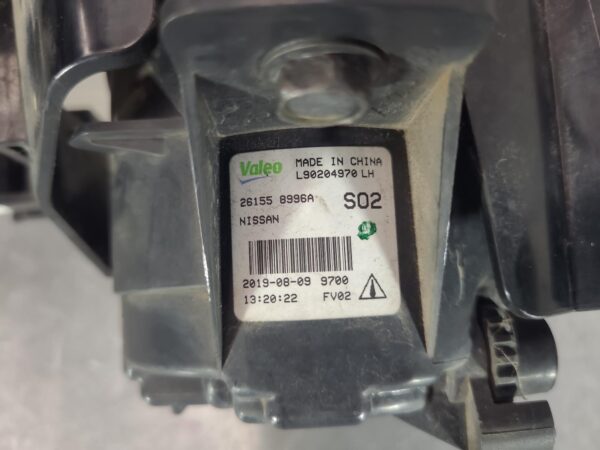 Valeo MADE IN CHINA
L90204970 LH
26155 8996A S02
NISSAN
2019-08-09 9700
13:20:22 FV02